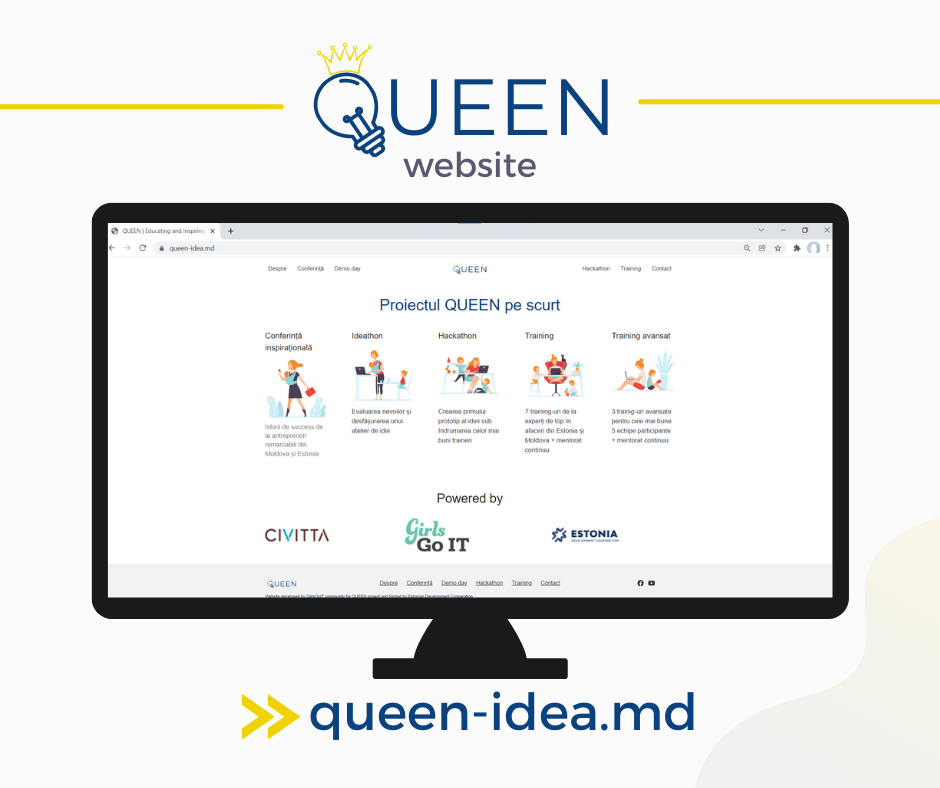 QUEEN
website
QUEEN | Educating and Inspiring
queen-idea.md
Despre Conferință Demo day QUEEN Hackathon Training Contact
Proiectul QUEEN pe scurt
Conferință
inspirațională
Istorii de succes de
la antreprenori
remarcabili din
Moldova și Estonia
Ideathon
Evaluarea nevoilor și
desfășurarea unui
atelier de idei
Hackathon
Crearea primului
prototip al ideii sub
îndrumarea celor mai
buni traineri
Training
7 training-uri de la
experți de top în
afaceri din Estonia și
Moldova + mentorat
continuu
Training avansat
3 trainig-uri avansate
pentru cele mai bune
5 echipe participante
+ mentorat continuu
Powered by
CIVITTA
Girls
Go IT
ESTONIA
DEVELOPMENT COOPERATION
QUEEN Despre Conferință Demo day Hackathon Training Contact
Website developed by GirlsGoIT community for QUEEN project and funded by Estonian Development Cooperation
queen-idea.md